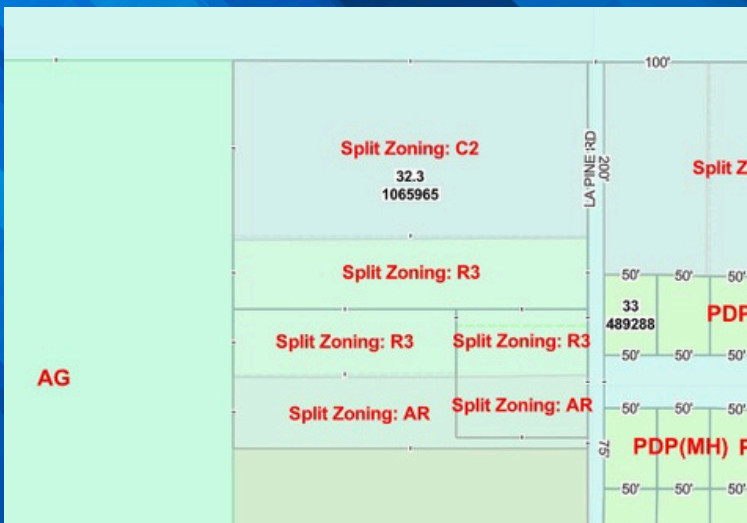 100'
Split Zoning: C2
32.3
1065965
LA PINE RD
200'
Split Z
Split Zoning: R3
50'
50'
50'
33
489288
PDP
Split Zoning: R3
Split Zoning: R3
50'
50'
50'
AG
Split Zoning: AR
Split Zoning: AR
50'
50'
50'
75'
PDP(MH)
50'
50'
50'